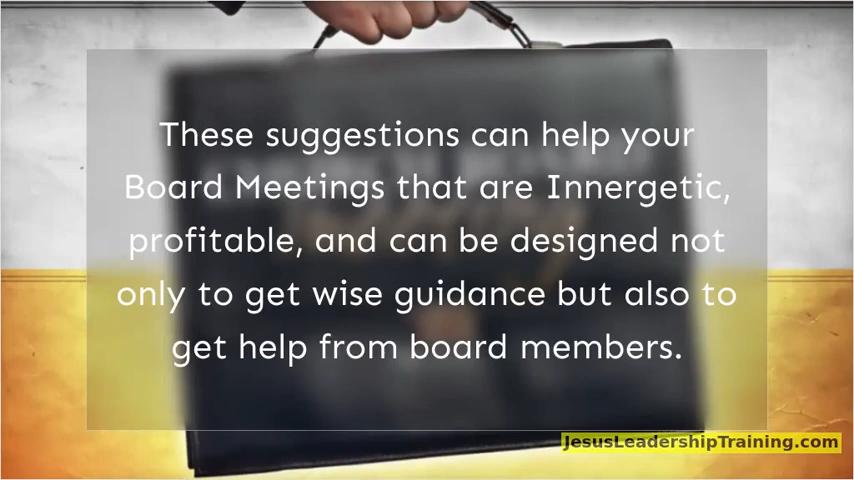 These suggestions can help your
Board Meetings that are Innergetic,
profitable, and can be designed not
only to get wise guidance but also to
get help from board members.
JesusLeadershipTraining.com